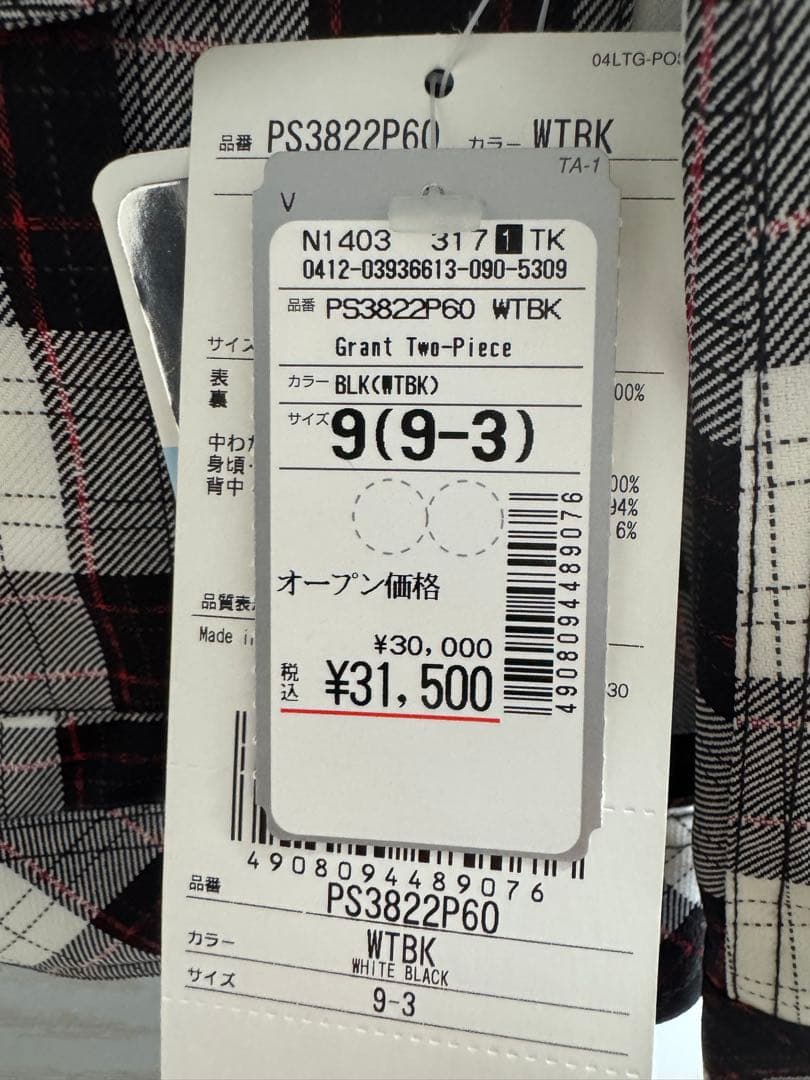 04LTG-POS
品番 PS3822P60 カラー WTBK
TA-1
V
N1403 317 1 TK
0412-03936613-090-5309
品番 PS3822P60 WTBK
Grant Two-Piece
カラー BLK(WTBK)
サイズ 9(9-3)
オープン価格
¥30,000
税込 ¥31,500
4908094489076
サイズ
表
裏
00%
中わた
身頃・
背中
00%
94%
6%
品質表
Made in
30
4908094489076
品番 PS3822P60
カラー WTBK
WHITE BLACK
サイズ 9-3